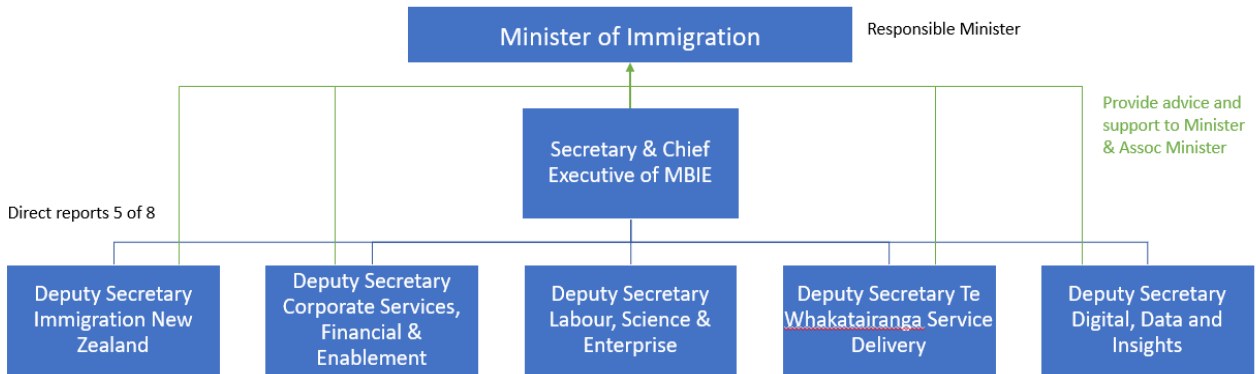 Minister of Immigration
Responsible Minister
Provide advice and
support to Minister
& Assoc Minister
Secretary & Chief
Executive of MBIE
Direct reports 5 of 8
Deputy Secretary
Immigration New
Zealand
Deputy Secretary
Corporate Services,
Financial &
Enablement
Deputy Secretary
Labour, Science &
Enterprise
Deputy Secretary Te
Whakatairanga Service
Delivery
Deputy Secretary
Digital, Data and
Insights